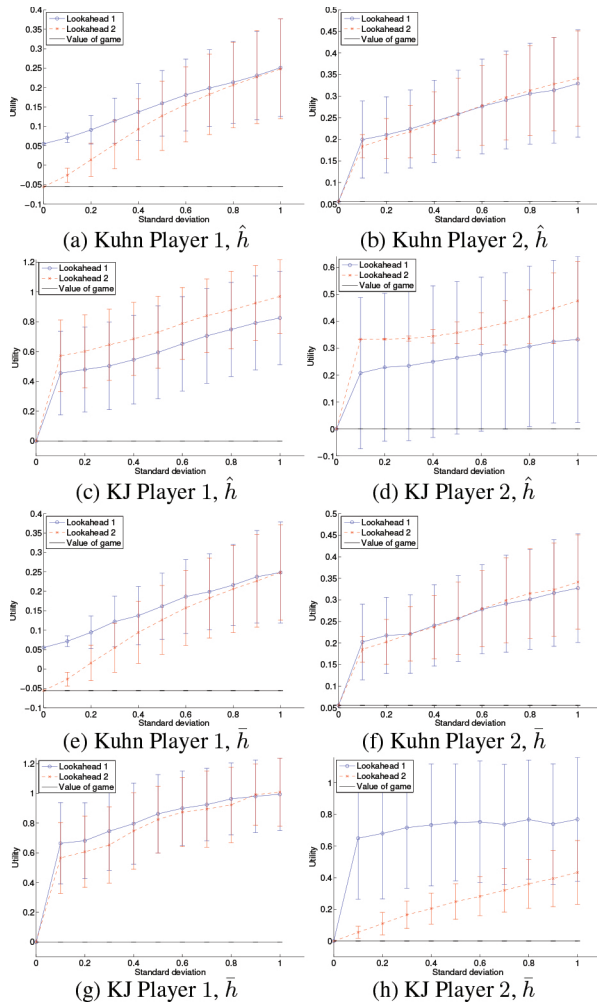 0.4
0.35
0.3
0.25
0.2
0.15
0.1
0.05
0
-0.05
-0.1
Utility
Lookahead 1
Lookahead 2
Value of game
0 0.2 0.4 0.6 0.8 1
Standard deviation
(a) Kuhn Player 1, ĥ
0.5
0.45
0.4
0.35
0.3
0.25
0.2
0.15
0.1
0.05
Utility
Lookahead 1
Lookahead 2
Value of game
0 0.2 0.4 0.6 0.8 1
Standard deviation
(b) Kuhn Player 2, ĥ
1.2
1
0.8
0.6
0.4
0.2
0
Utility
Lookahead 1
Lookahead 2
Value of game
0 0.2 0.4 0.6 0.8 1
Standard deviation
(c) KJ Player 1, ĥ
0.6
0.5
0.4
0.3
0.2
0.1
0
0.1
Utility
Lookahead 1
Lookahead 2
Value of game
0 0.2 0.4 0.6 0.8 1
Standard deviation
(d) KJ Player 2, ĥ
0.4
0.35
0.3
0.25
0.2
0.15
0.1
0.05
0
-0.05
-0.1
Utility
Lookahead 1
Lookahead 2
Value of game
0 0.2 0.4 0.6 0.8 1
Standard deviation
(e) Kuhn Player 1, h̄
0.5
0.45
0.4
0.35
0.3
0.25
0.2
0.15
0.1
0.05
Utility
Lookahead 1
Lookahead 2
Value of game
0 0.2 0.4 0.6 0.8 1
Standard deviation
(f) Kuhn Player 2, h̄
1.2
1
0.8
0.6
0.4
0.2
0
Utility
Lookahead 1
Lookahead 2
Value of game
0 0.2 0.4 0.6 0.8 1
Standard deviation
(g) KJ Player 1, h̄
1
0.8
0.6
0.4
0.2
0
Utility
Lookahead 1
Lookahead 2
Value of game
0 0.2 0.4 0.6 0.8 1
Standard deviation
(h) KJ Player 2, h̄